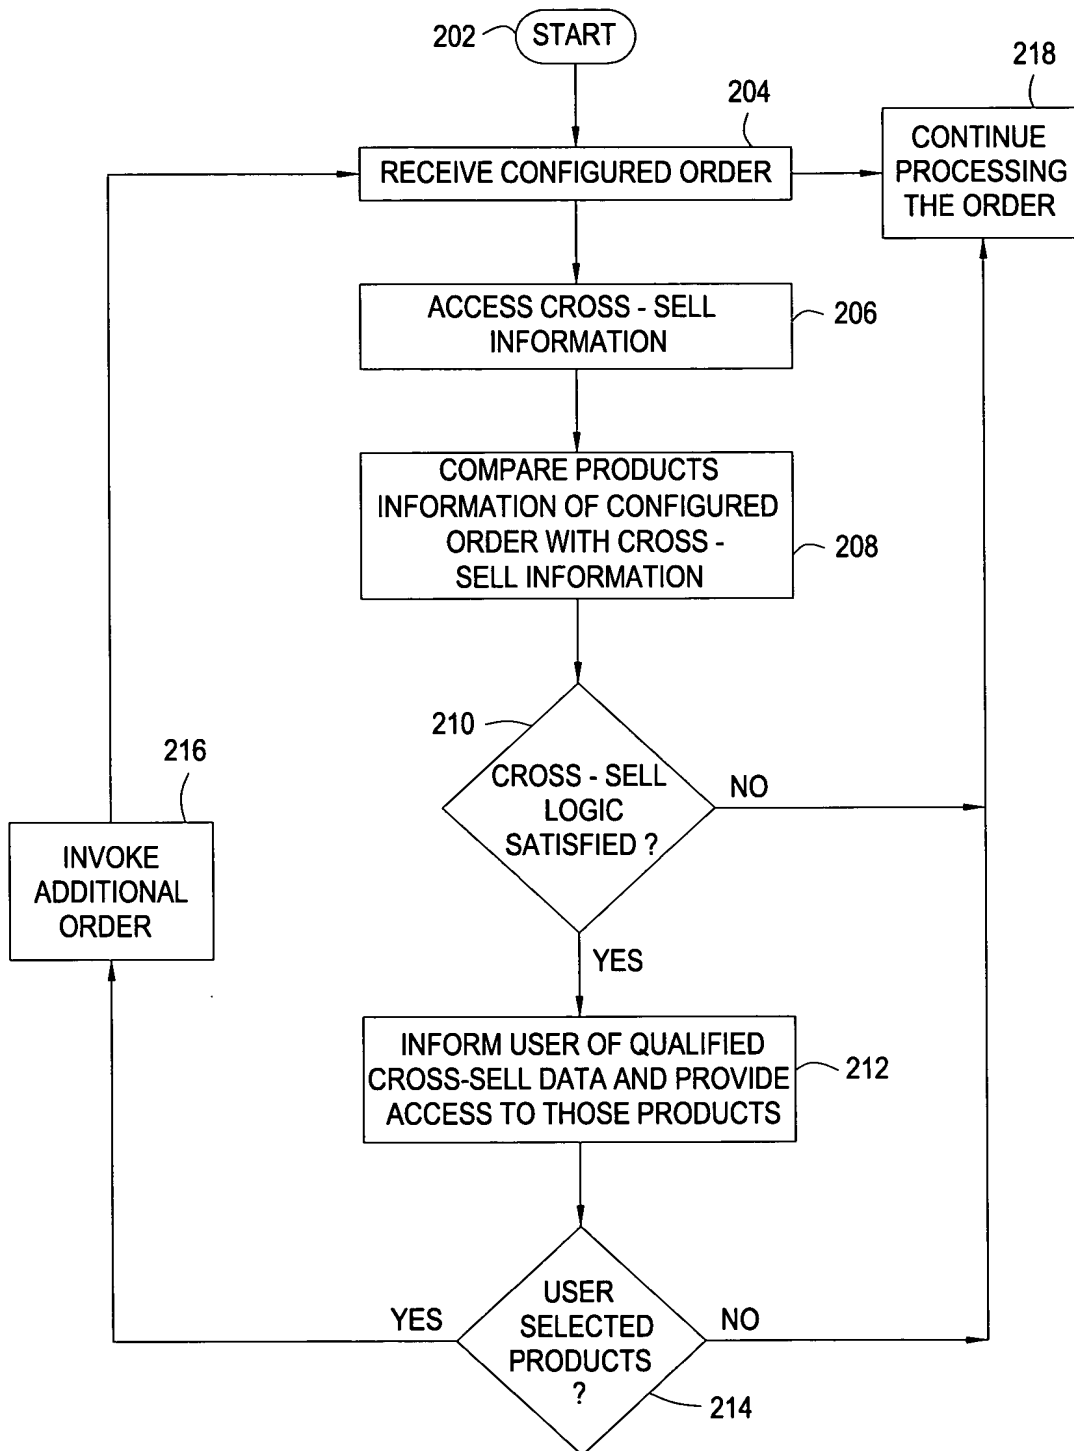 202
START
218
204
CONTINUE
PROCESSING
THE ORDER
RECEIVE CONFIGURED ORDER
ACCESS CROSS - SELL
INFORMATION
206
COMPARE PRODUCTS
INFORMATION OF CONFIGURED
ORDER WITH CROSS -
SELL INFORMATION
208
210
CROSS - SELL
LOGIC
SATISFIED ?
NO
216
INVOKE
ADDITIONAL
ORDER
YES
INFORM USER OF QUALIFIED
CROSS-SELL DATA AND PROVIDE
ACCESS TO THOSE PRODUCTS
212
USER
SELECTED
PRODUCTS
?
YES
NO
214